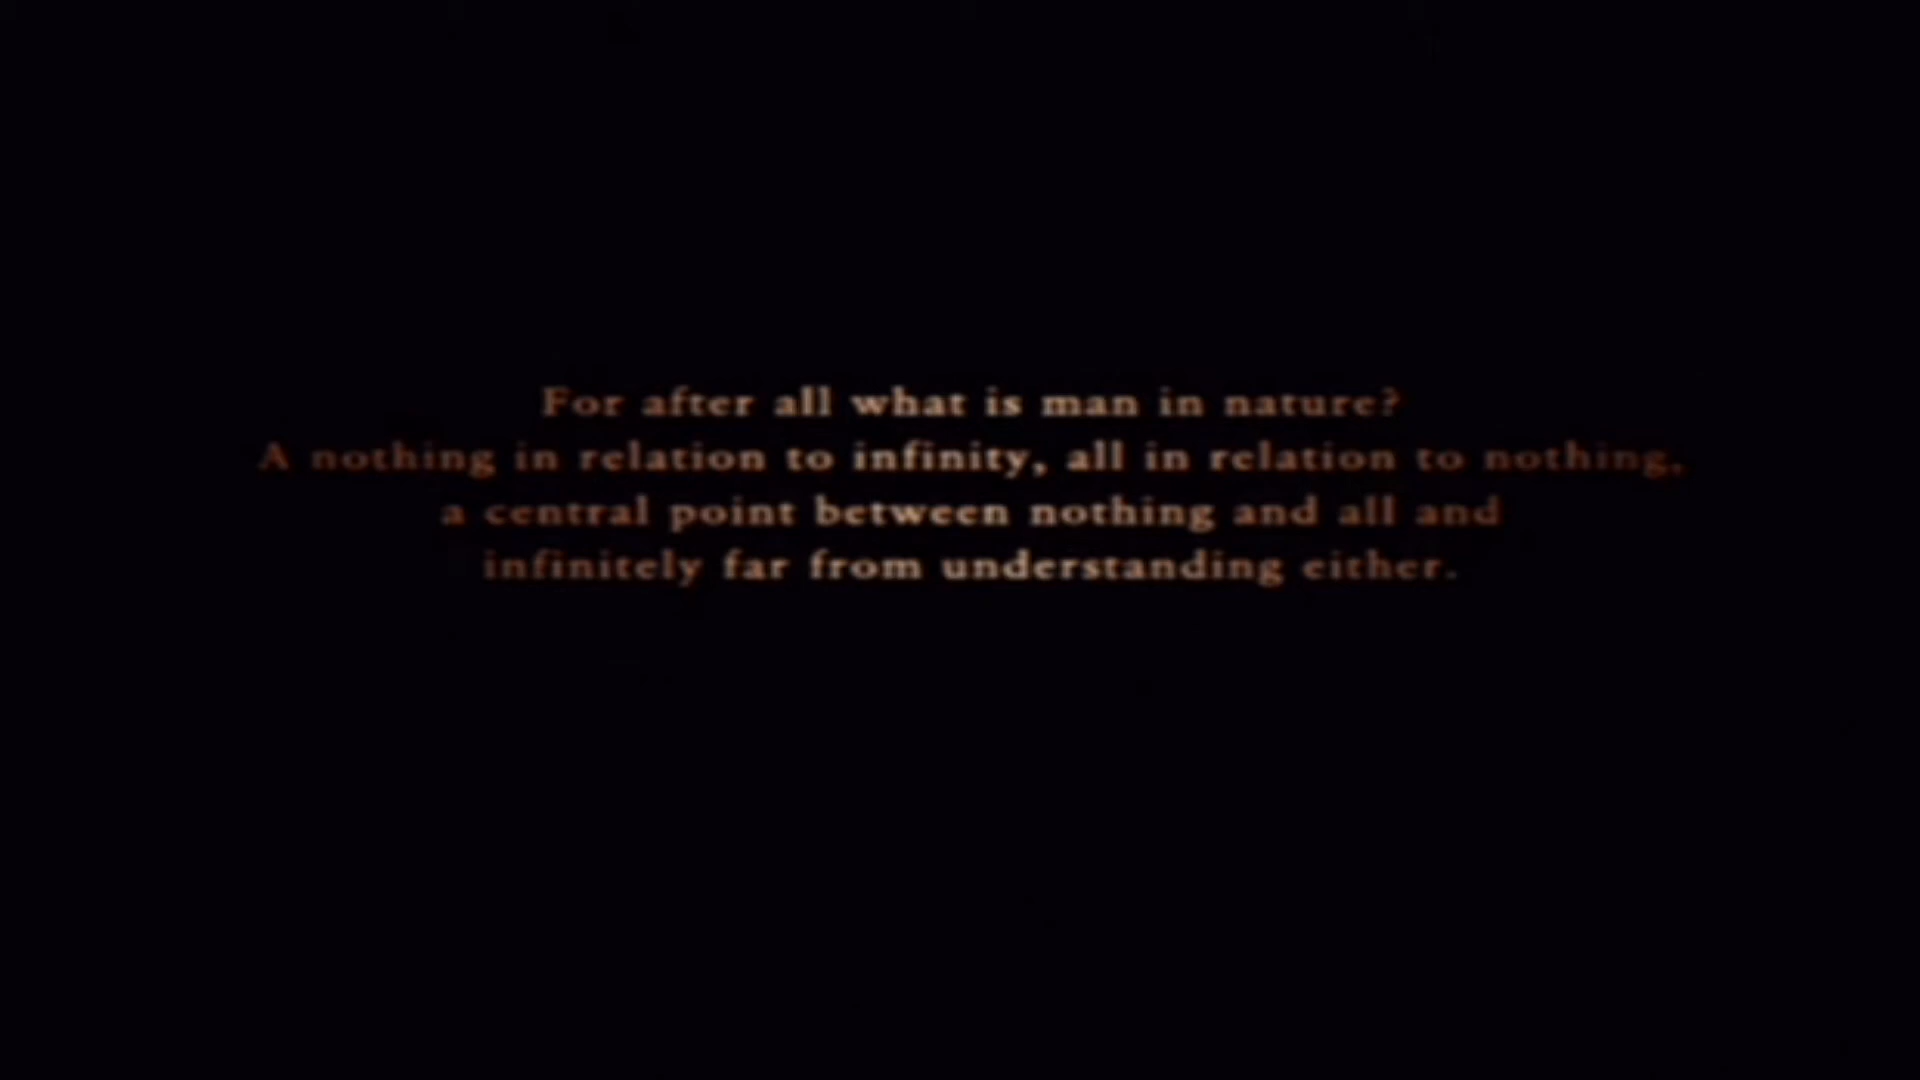 For after all what is man in nature?
A nothing in relation to infinity, all in relation to nothing,
a central point between nothing and all and
infinitely far from understanding either.